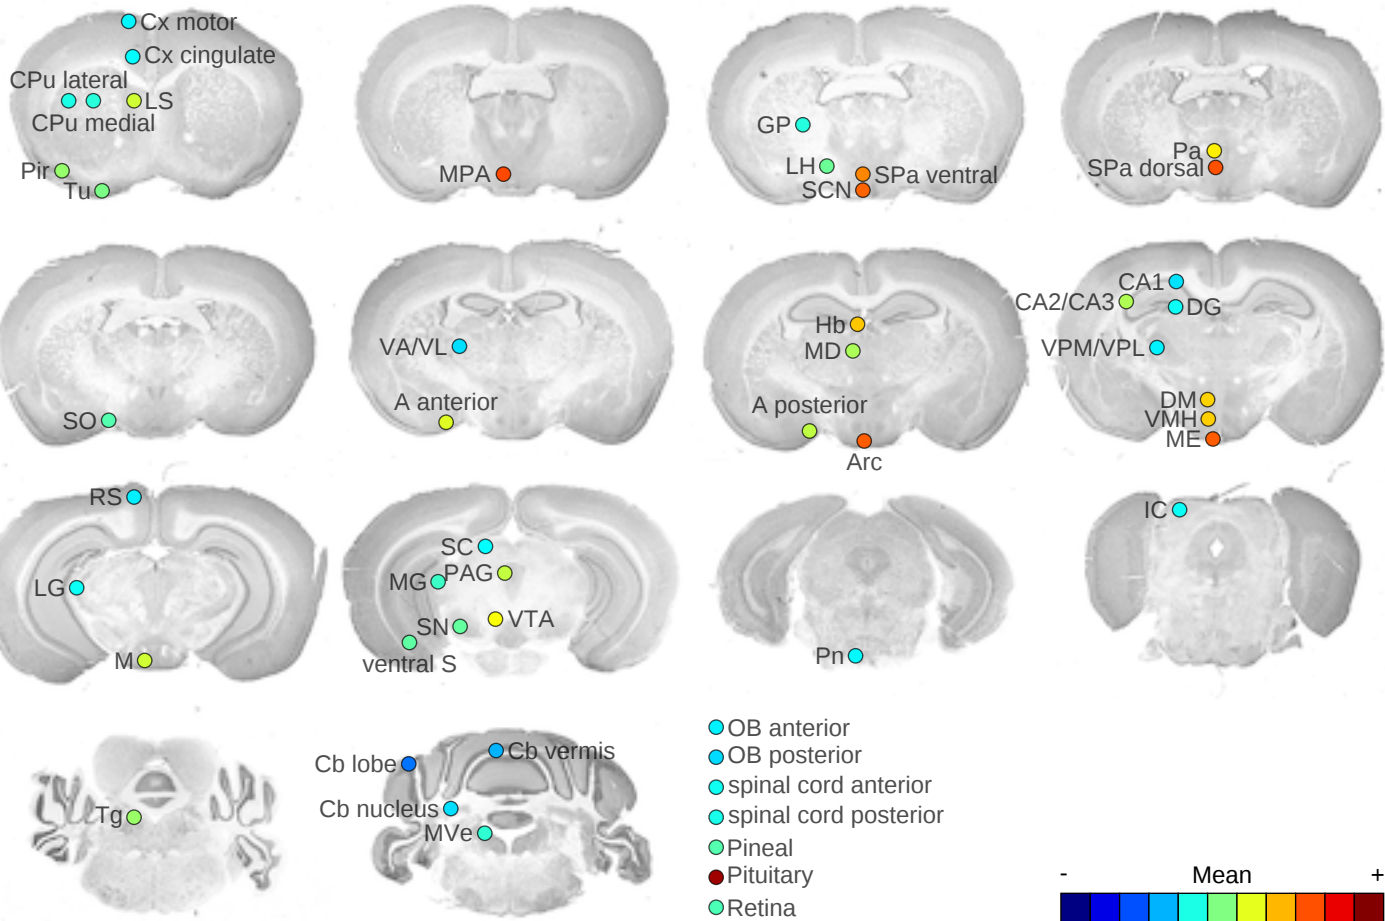 Cx motor
Cx cingulate
CPu lateral
LS
CPu medial
Pir
Tu
MPA
GP
LH
SPa ventral
SCN
Pa
SPa dorsal
SO
VA/VL
A anterior
Hb
MD
A posterior
Arc
CA1
CA2/CA3
DG
VPM/VPL
DM
VMH
ME
RS
LG
M
SC
MG
PAG
SN
VTA
ventral S
Pn
IC
Tg
Cb lobe
Cb vermis
Cb nucleus
MVe
OB anterior
OB posterior
spinal cord anterior
spinal cord posterior
Pineal
Pituitary
Retina
- Mean +